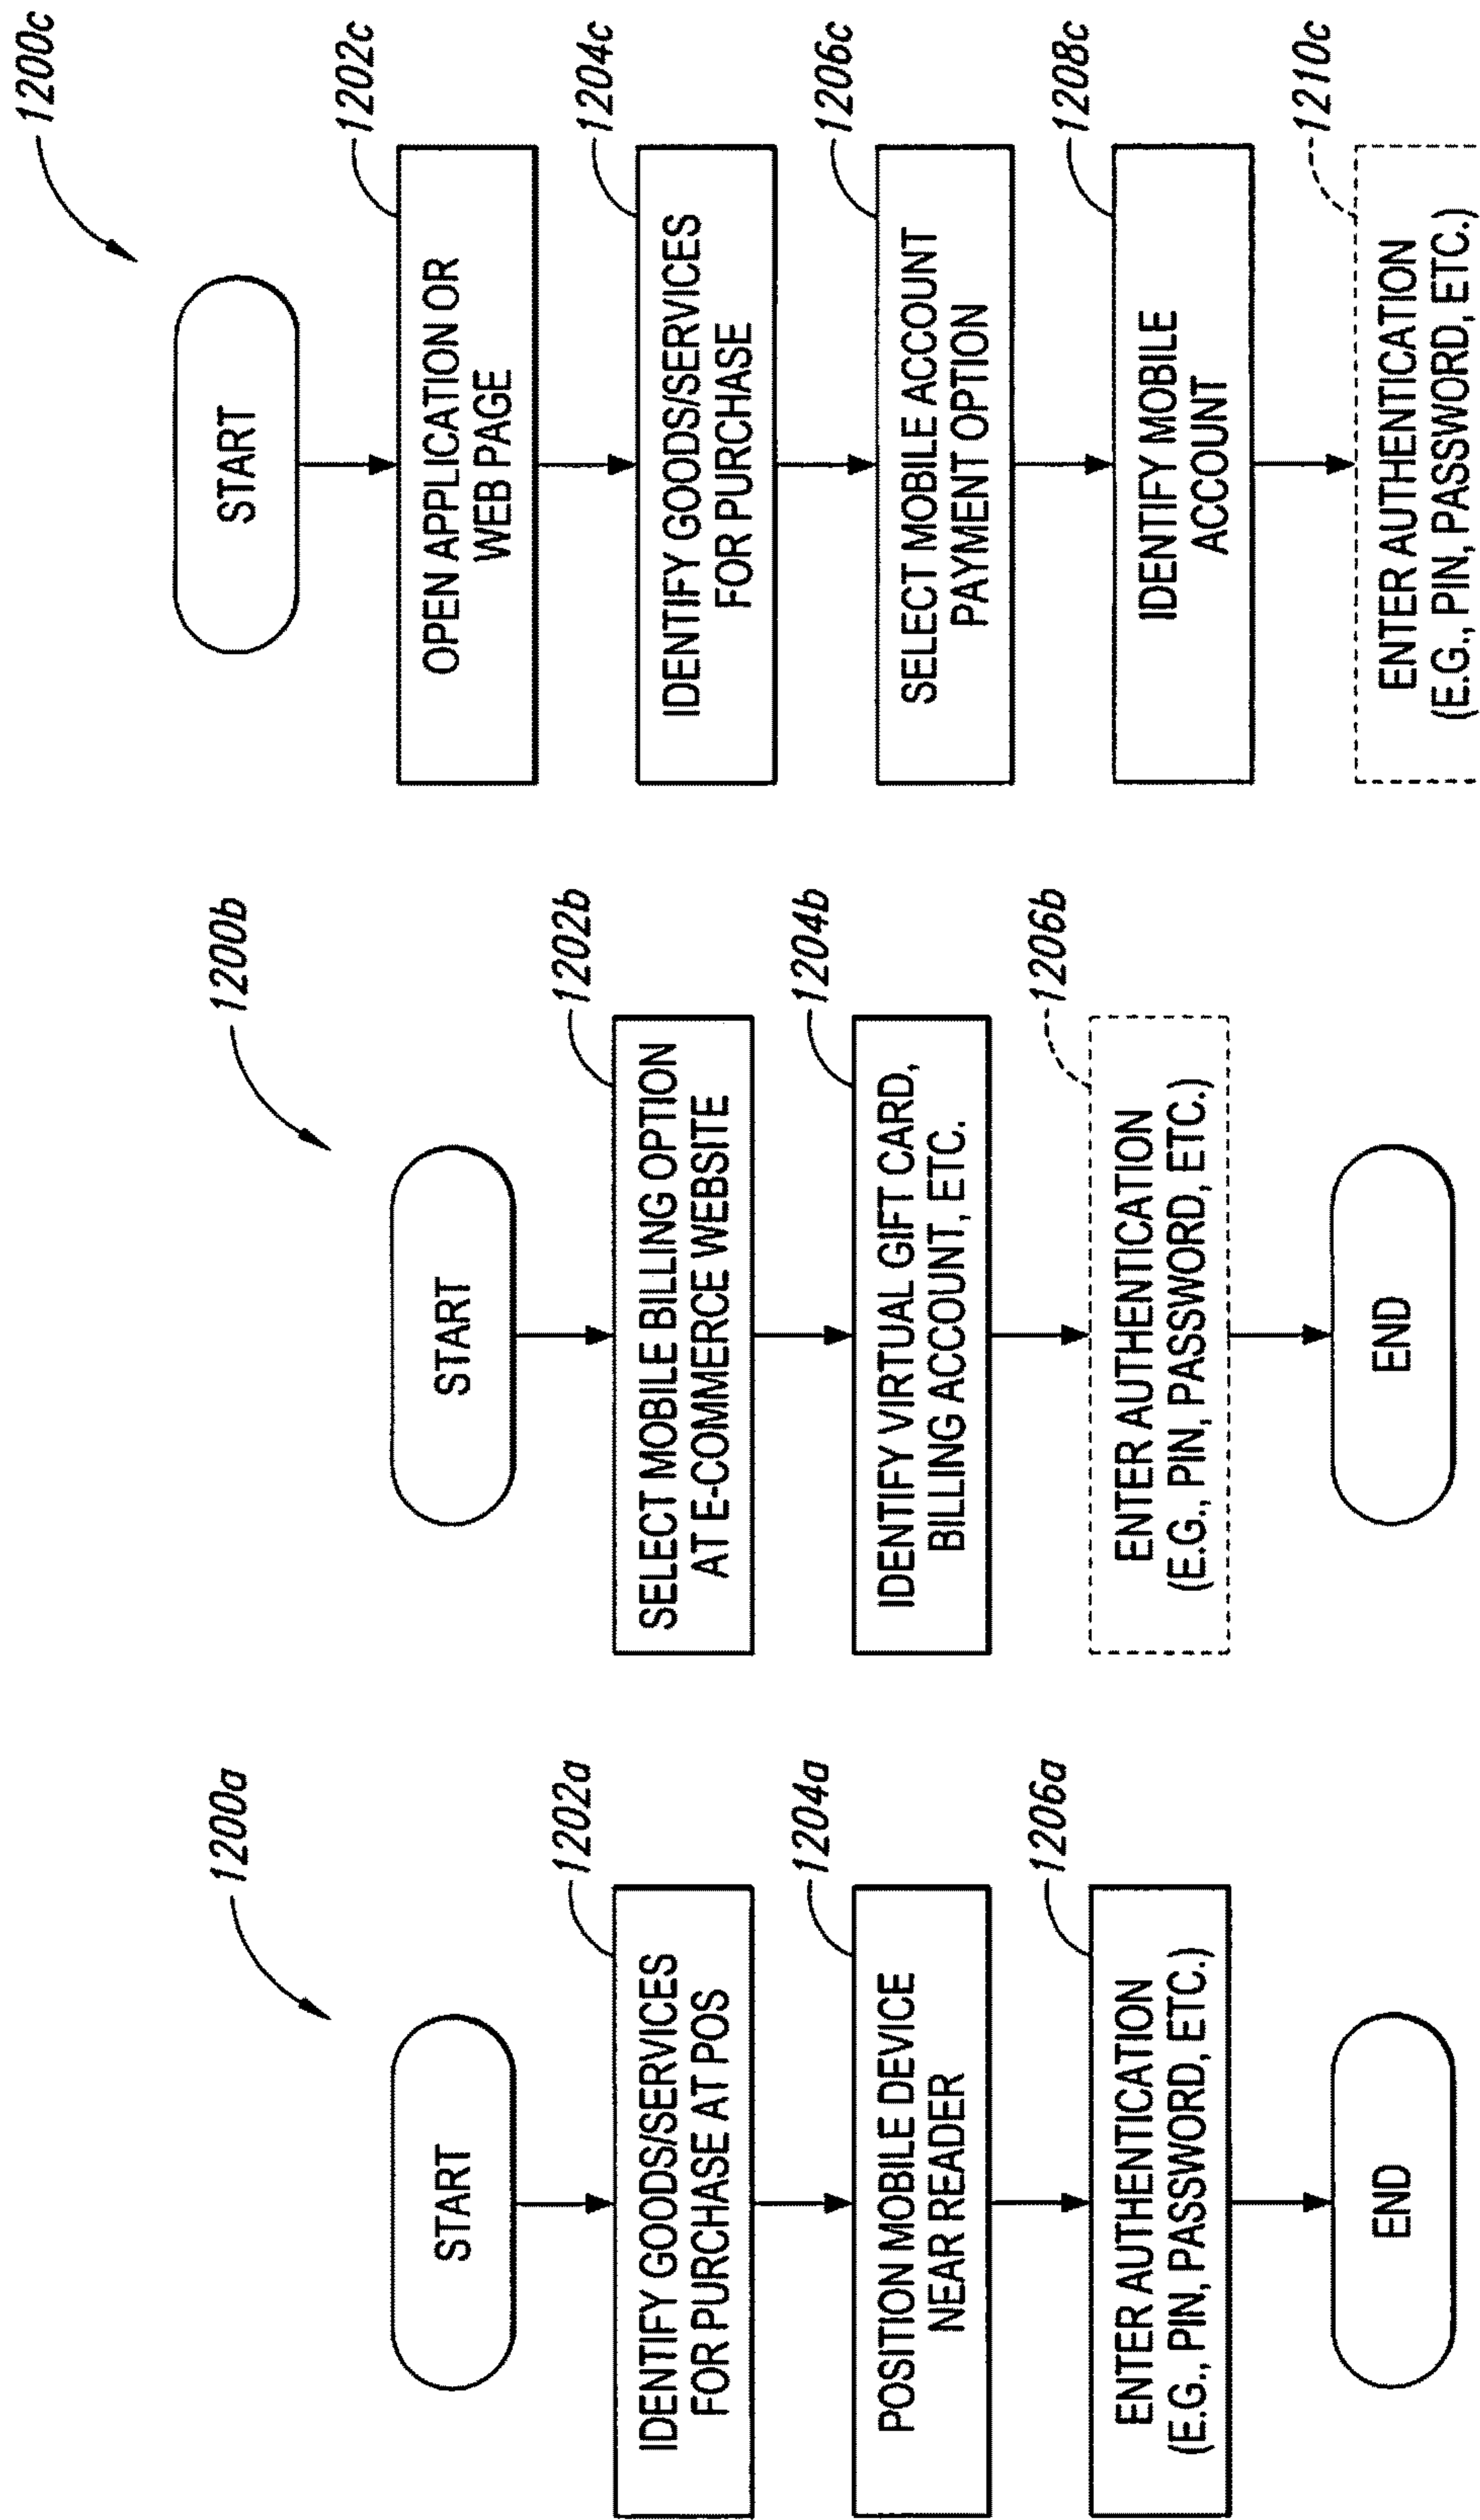 1200a
START
1202a
IDENTIFY GOODS/SERVICES
FOR PURCHASE AT POS
1204a
POSITION MOBILE DEVICE
NEAR READER
1206a
ENTER AUTHENTICATION
(E.G., PIN, PASSWORD, ETC.)
END
1200b
START
1202b
SELECT MOBILE BILLING OPTION
AT E-COMMERCE WEBSITE
1204b
IDENTIFY VIRTUAL GIFT CARD,
BILLING ACCOUNT, ETC.
1206b
ENTER AUTHENTICATION
(E.G., PIN, PASSWORD, ETC.)
END
1200c
START
1202c
OPEN APPLICATION OR
WEB PAGE
1204c
IDENTIFY GOODS/SERVICES
FOR PURCHASE
1206c
SELECT MOBILE ACCOUNT
PAYMENT OPTION
1208c
IDENTIFY MOBILE
ACCOUNT
1210c
ENTER AUTHENTICATION
(E.G., PIN, PASSWORD, ETC.)